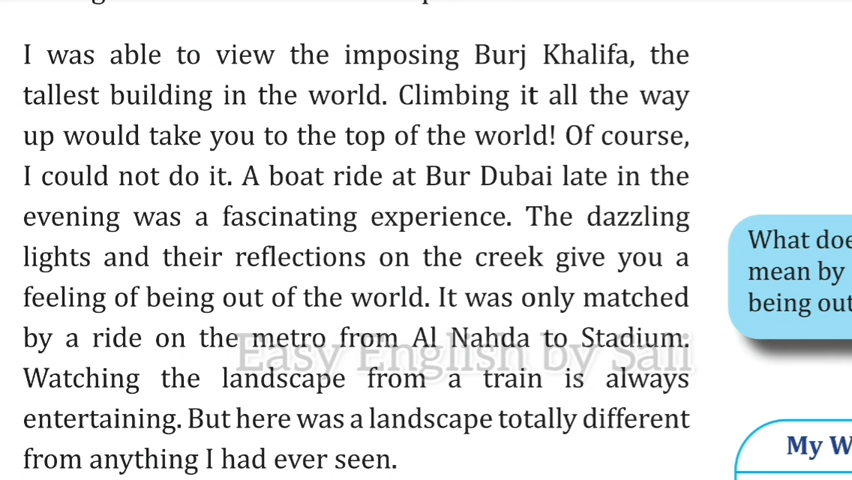 I was able to view the imposing Burj Khalifa, the
tallest building in the world. Climbing it all the way
up would take you to the top of the world! Of course,
I could not do it. A boat ride at Bur Dubai late in the
evening was a fascinating experience. The dazzling
lights and their reflections on the creek give you a
feeling of being out of the world. It was only matched
by a ride on the metro from Al Nahda to Stadium.
Easy English by Sali
Watching the landscape from a train is always
entertaining. But here was a landscape totally different
from anything I had ever seen.
What doe
mean by
being out
My W